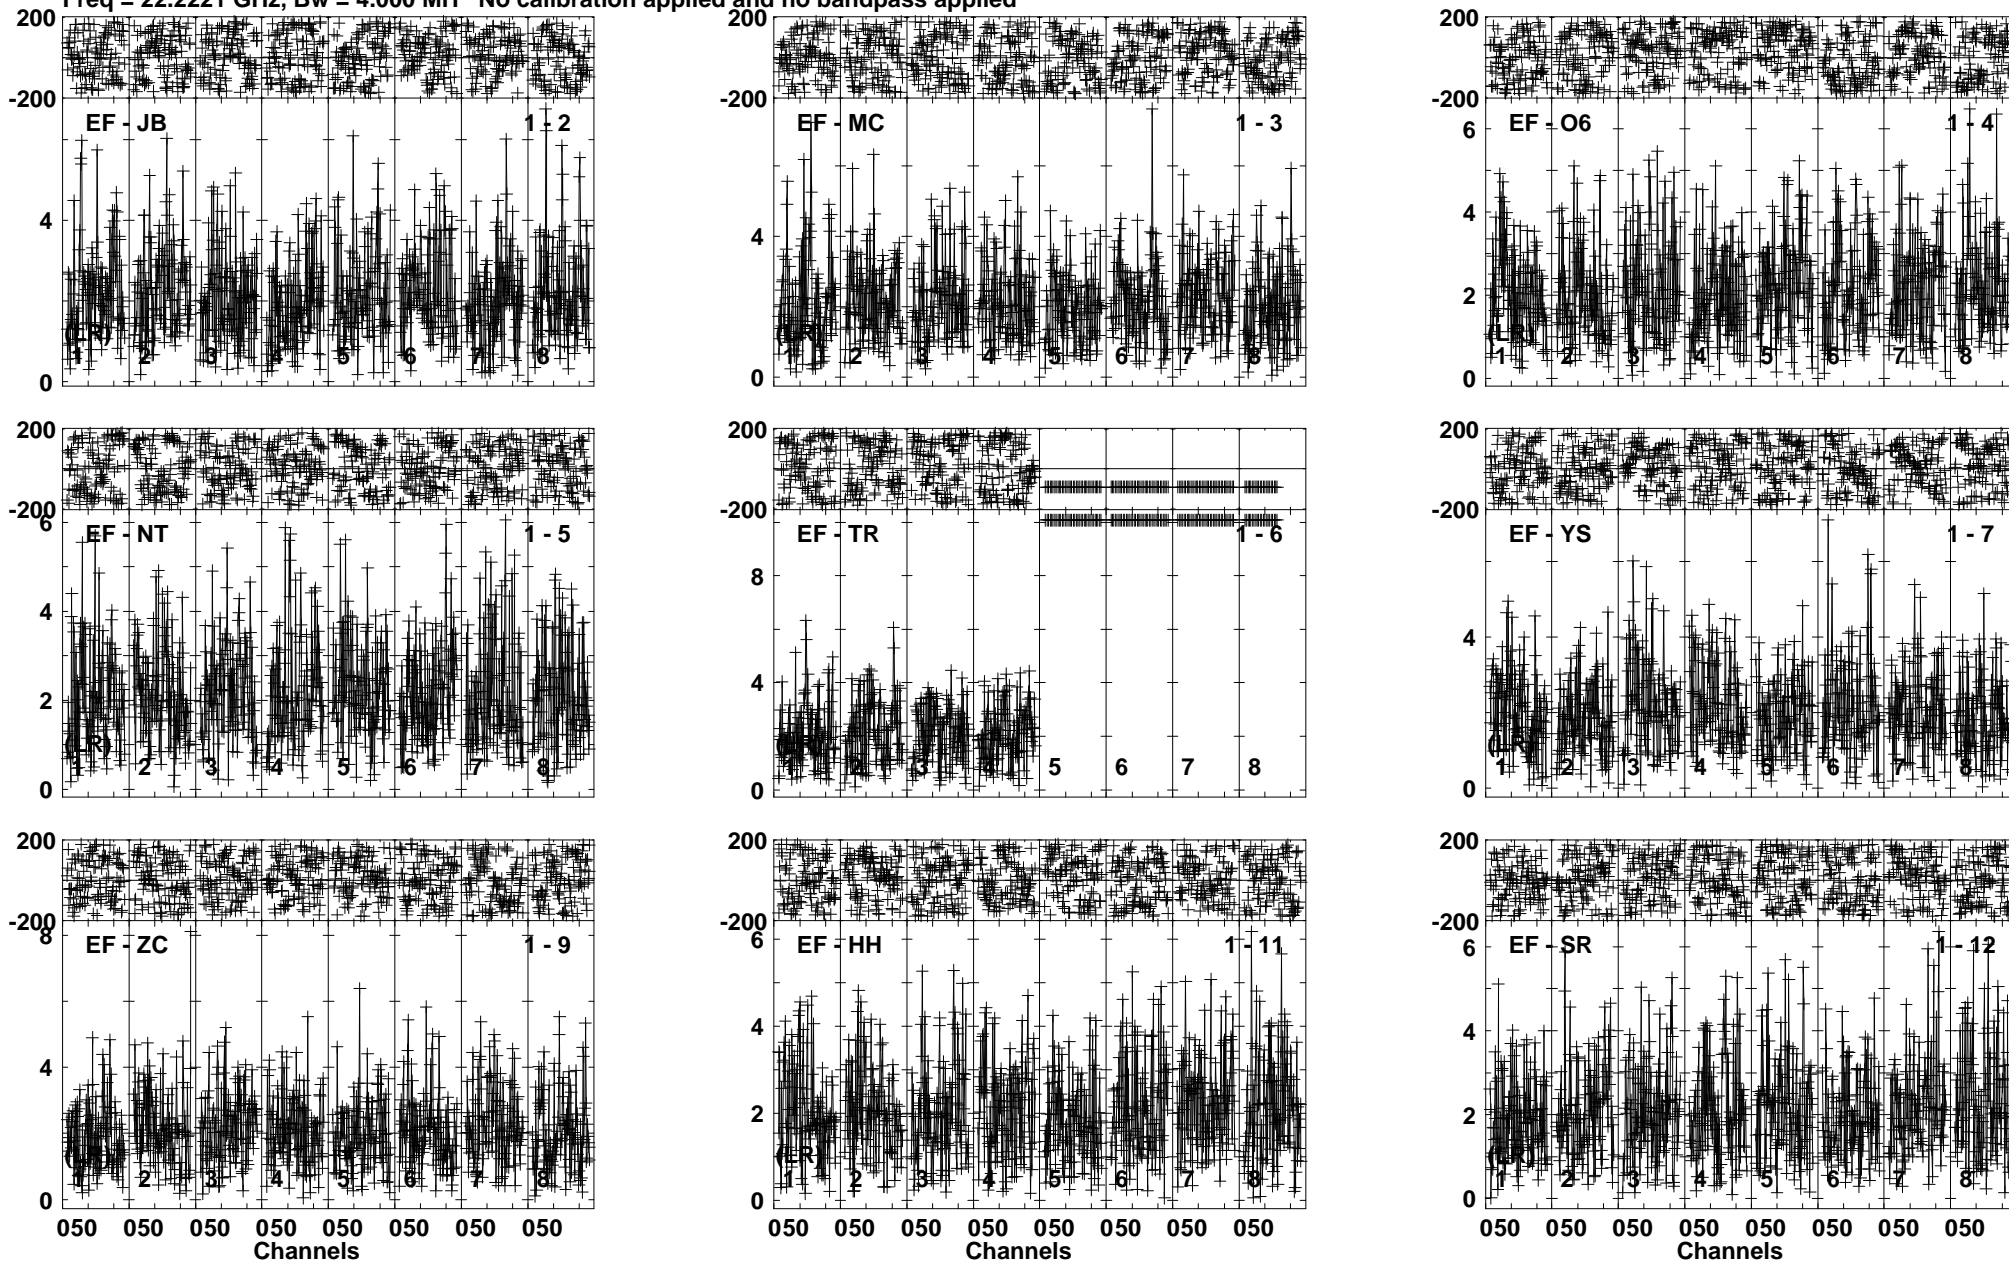 Freq = 22.2221 GHz, Bw = 4.000 MH No calibration applied and no bandpass applied
200 200 200
-200 -200 -200
EF - JB 1 - 2 EF - MC 1 - 3 EF - O6 1 - 4
6
4 4 4
2
(LR) (LR) (LR)
1 2 3 4 5 6 7 8 1 2 3 4 5 6 7 8 1 2 3 4 5 6 7 8
0 0 0
200 200 200
-200 -200 -200
6
EF - NT 1 - 5 EF - TR 1 - 6 EF - YS 1 - 7
8
4 4 4
2
(LR) (LR) (LR)
1 2 3 4 5 6 7 8 1 2 3 4 5 6 7 8 1 2 3 4 5 6 7 8
0 0 0
200 200 200
-200 -200 -200
8 6 6
EF - ZC 1 - 9 EF - HH 1 - 11 EF - SR 1 - 12
4 4 4
2 2
(LR) (LR) (LR)
1 2 3 4 5 6 7 8 1 2 3 4 5 6 7 8 1 2 3 4 5 6 7 8
0 0 0
050 050 050 050 050 050 050 050 050 050 050 050 050 050 050 050 050 050 050 050 050 050 050 050
Channels Channels Channels